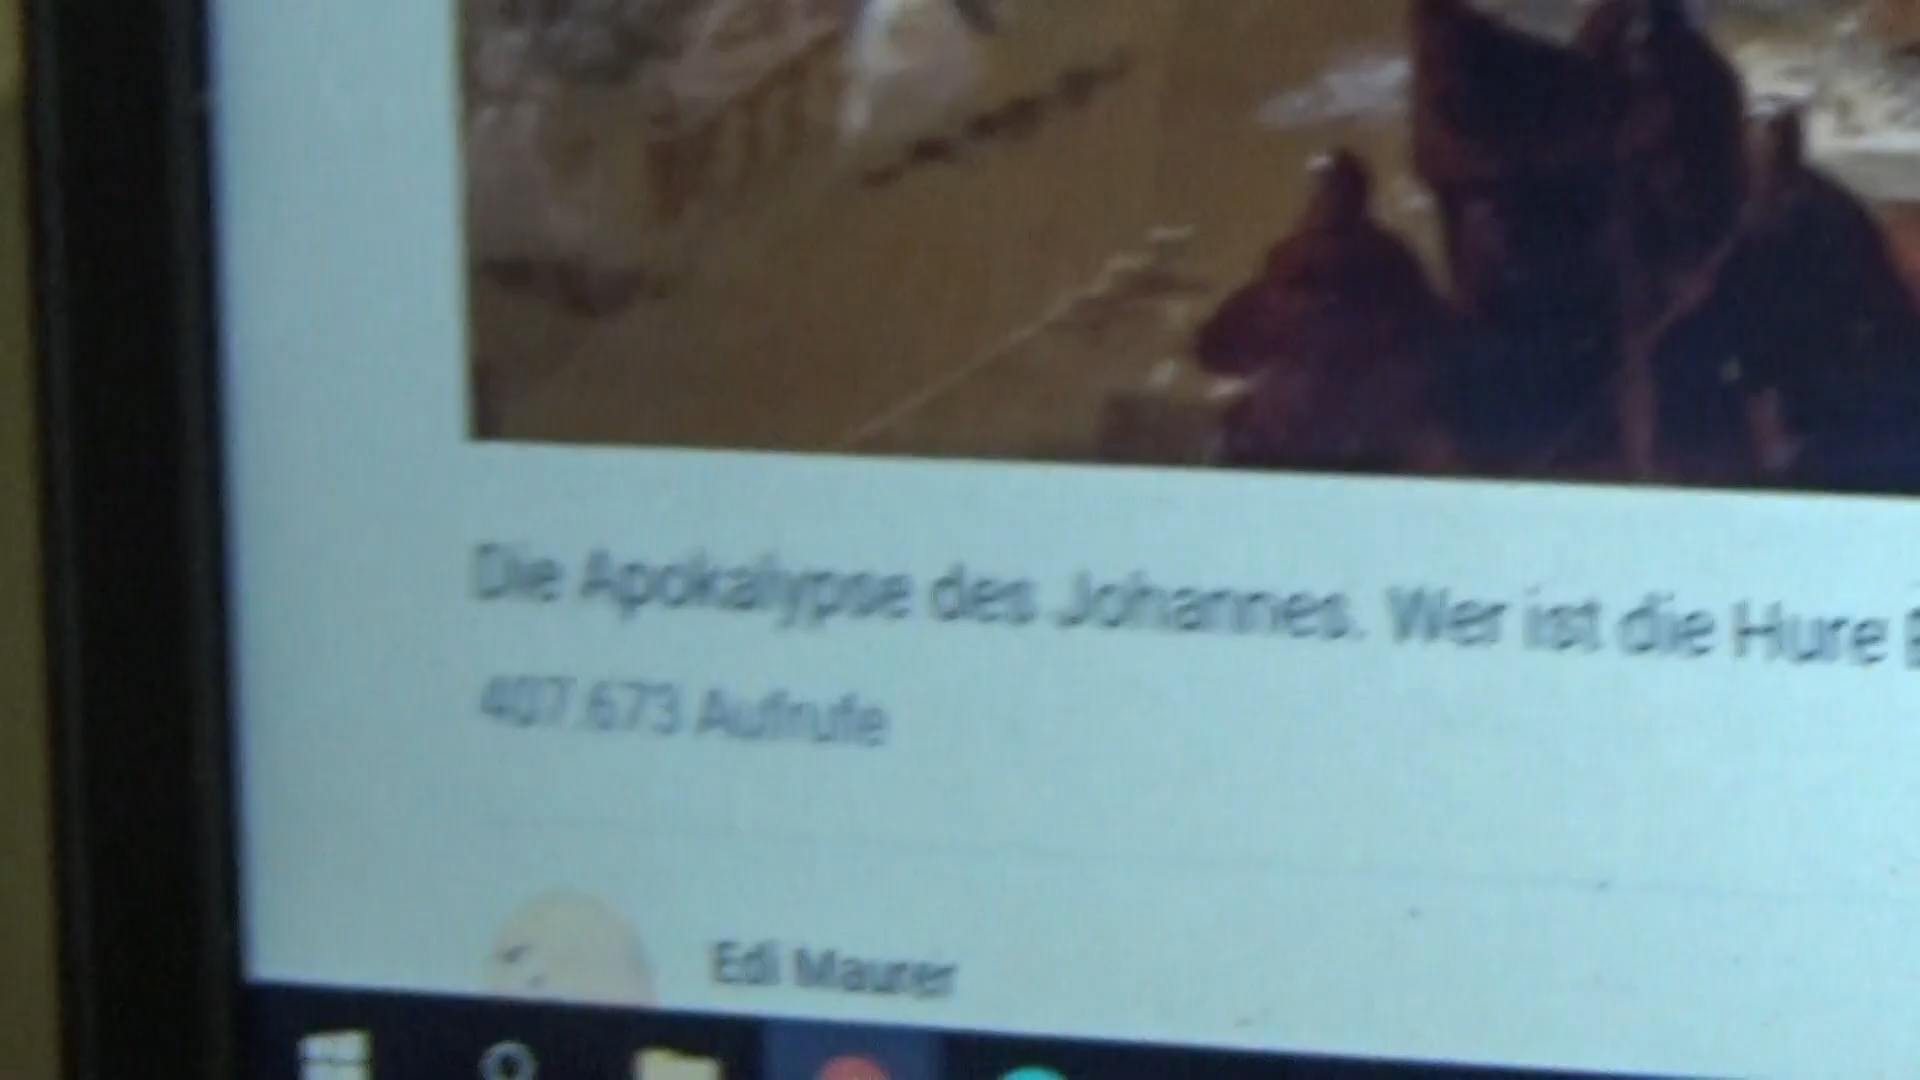 Die Apokalypse des Johannes. Wer ist die Hure
407.673 Aufrufe
Edi Maurer